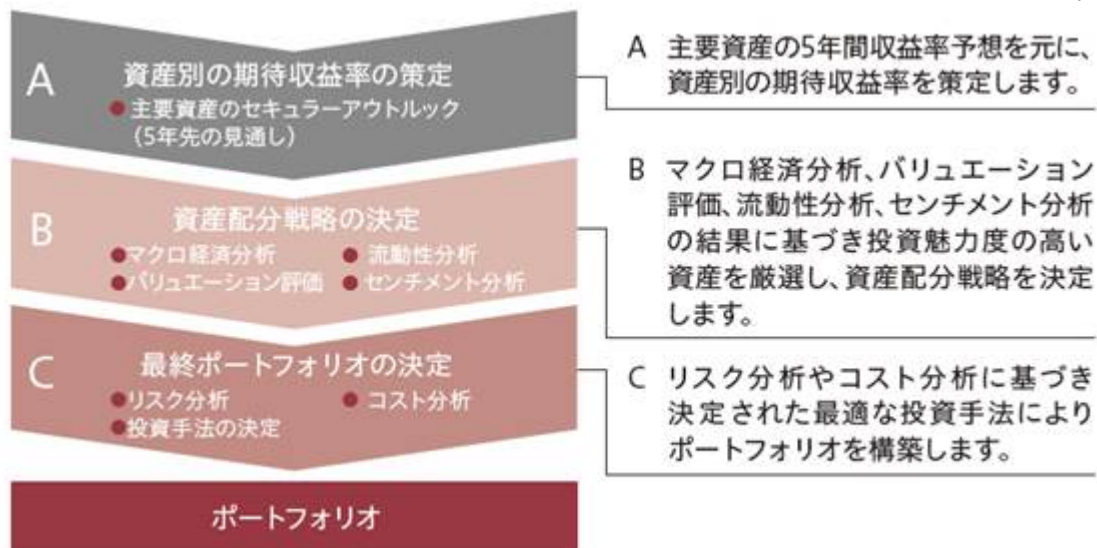 A
資産別の期待収益率の策定
●主要資産のセキュラーアウトルック
(5年先の見通し)
B
資産配分戦略の決定
●マクロ経済分析 ●流動性分析
●バリュエーション評価 ●センチメント分析
C
最終ポートフォリオの決定
●リスク分析 ●コスト分析
●投資手法の決定
ポートフォリオ
A 主要資産の5年間収益率予想を元に、
資産別の期待収益率を策定します。
B マクロ経済分析、バリュエーション
評価、流動性分析、センチメント分析
の結果に基づき投資魅力度の高い
資産を厳選し、資産配分戦略を決定
します。
C リスク分析やコスト分析に基づき
決定された最適な投資手法により
ポートフォリオを構築します。